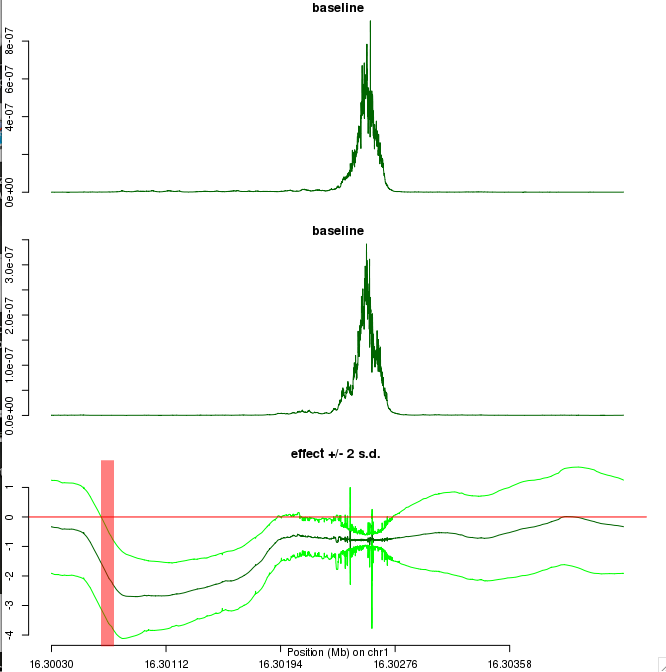 baseline
8e-07
4e-07
0e+00
baseline
3.0e-07
2.0e-07
1.0e-07
0.0e+00
effect +/- 2 s.d.
1
0
-1
-2
-3
-4
Position (Mb) on chr1
16.30030 16.30112 16.30194 16.30276 16.30358